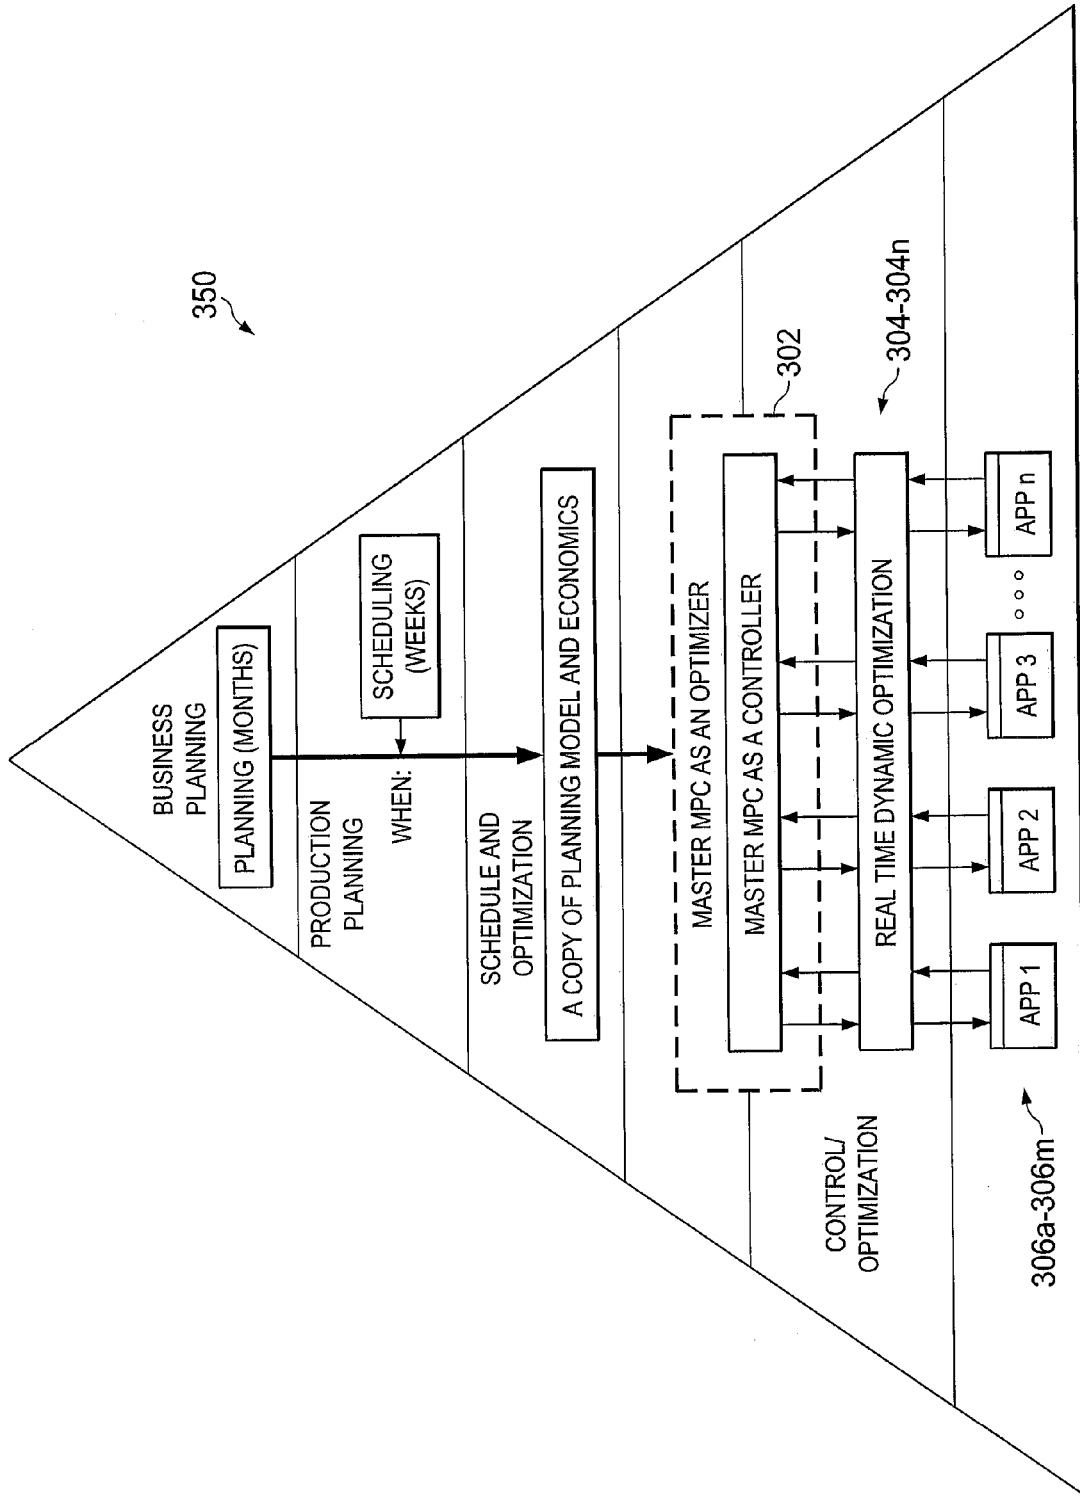 350
BUSINESS
PLANNING
PLANNING (MONTHS)
PRODUCTION
PLANNING
WHEN:
SCHEDULING
(WEEKS)
SCHEDULE AND
OPTIMIZATION
A COPY OF PLANNING MODEL AND ECONOMICS
302
MASTER MPC AS AN OPTIMIZER
MASTER MPC AS A CONTROLLER
304-304n
CONTROL/
OPTIMIZATION
REAL TIME DYNAMIC OPTIMIZATION
306a-306m
APP 1
APP 2
APP 3
APP n